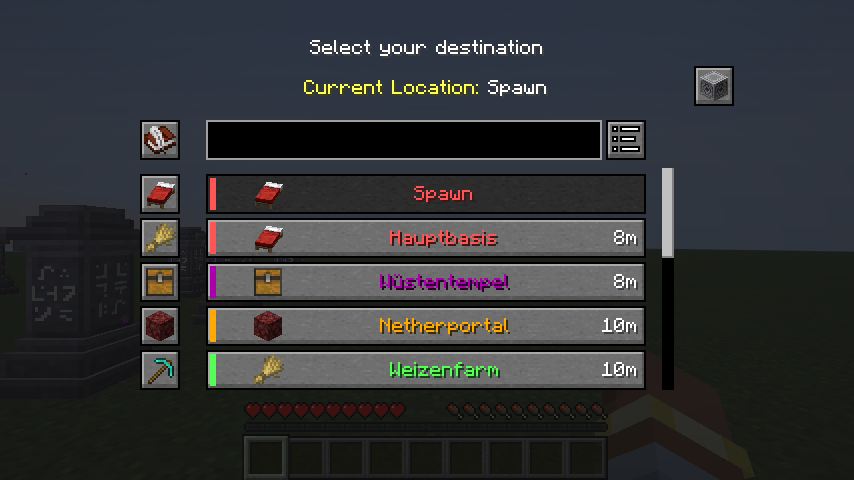 Select your destination
Current Location: Spawn
Spawn
Hauptbasis 8m
Wüstentempel 8m
Netherportal 10m
Weizenfarm 10m